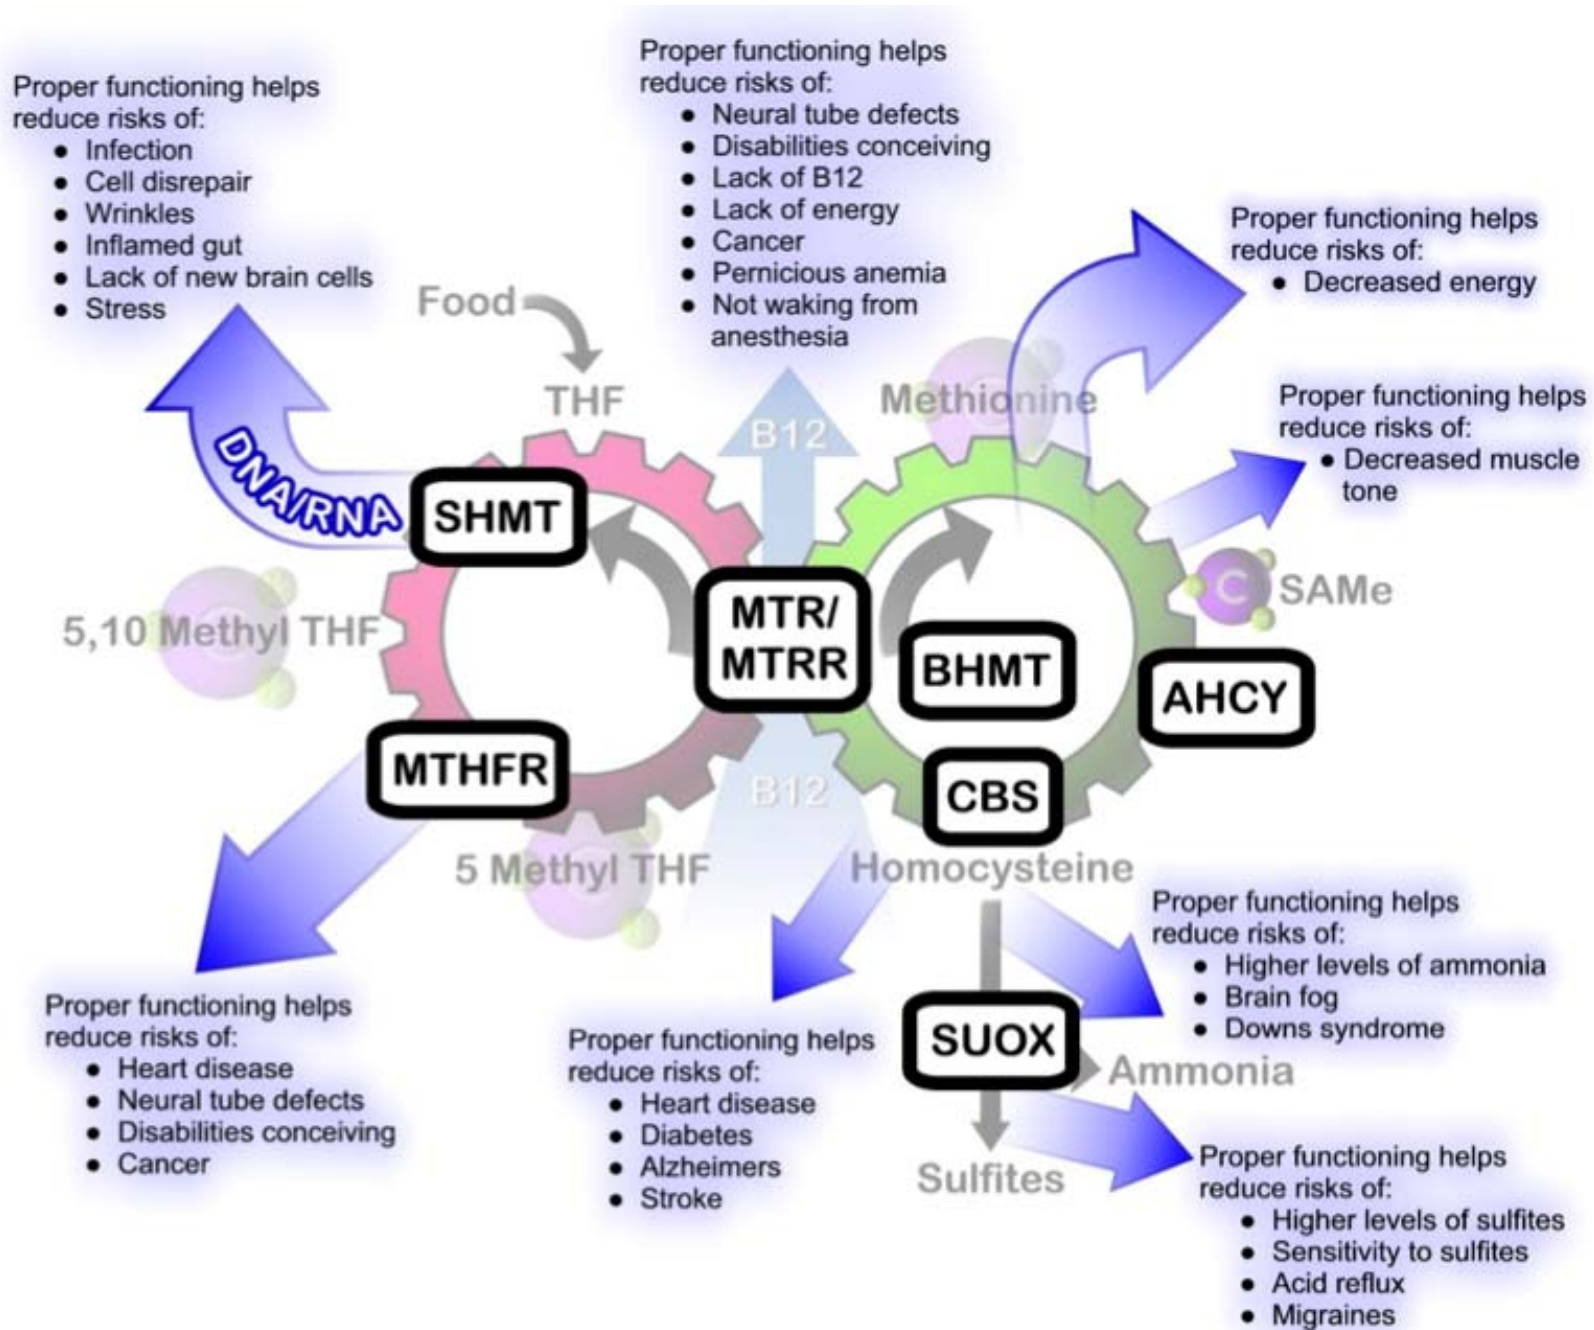 Proper functioning helps
reduce risks of:
● Infection
● Cell disrepair
● Wrinkles
● Inflamed gut
● Lack of new brain cells
● Stress
Proper functioning helps
reduce risks of:
● Neural tube defects
● Disabilities conceiving
● Lack of B12
● Lack of energy
● Cancer
● Pernicious anemia
● Not waking from
anesthesia
Proper functioning helps
reduce risks of:
● Decreased energy
Proper functioning helps
reduce risks of:
● Decreased muscle
tone
Food
THF
B12
Methionine
DNA/RNA
SHMT
5,10 Methyl THF
MTR/
MTRR
BHMT
C
SAMe
AHCY
MTHFR
B12
CBS
5 Methyl THF
Homocysteine
Proper functioning helps
reduce risks of:
● Heart disease
● Neural tube defects
● Disabilities conceiving
● Cancer
Proper functioning helps
reduce risks of:
● Heart disease
● Diabetes
● Alzheimers
● Stroke
Proper functioning helps
reduce risks of:
● Higher levels of ammonia
● Brain fog
● Downs syndrome
SUOX
Ammonia
Sulfites
Proper functioning helps
reduce risks of:
● Higher levels of sulfites
● Sensitivity to sulfites
● Acid reflux
● Migraines